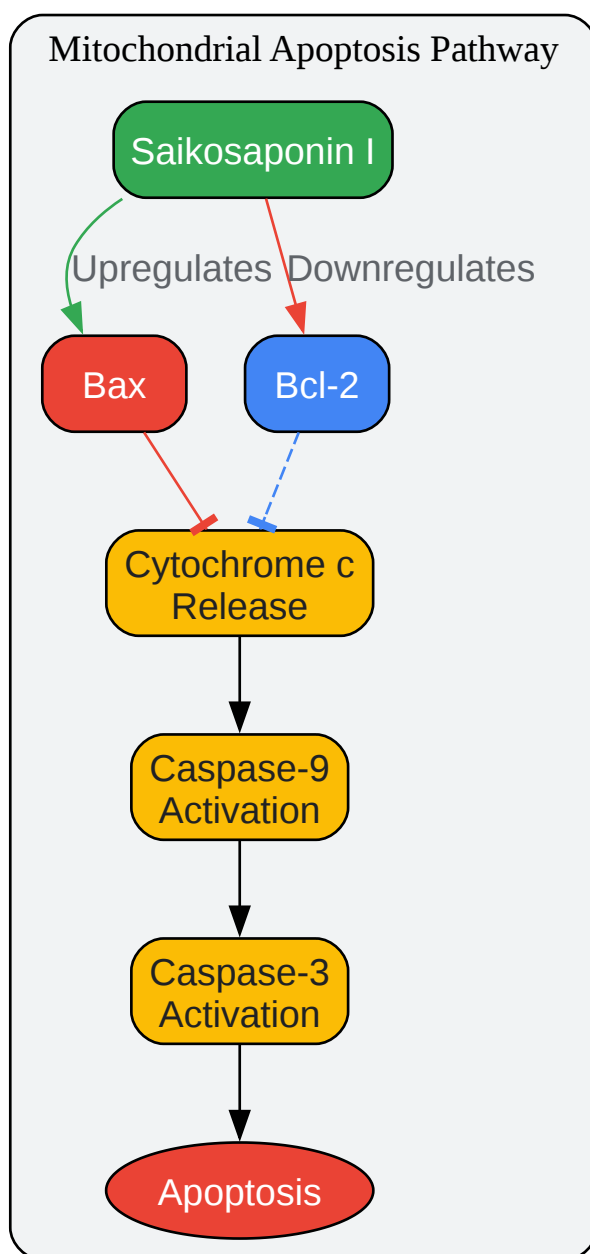 Mitochondrial Apoptosis Pathway
Saikosaponin I
Upregulates
Downregulates
Bax
Bcl-2
Cytochrome c
Release
Caspase-9
Activation
Caspase-3
Activation
Apoptosis